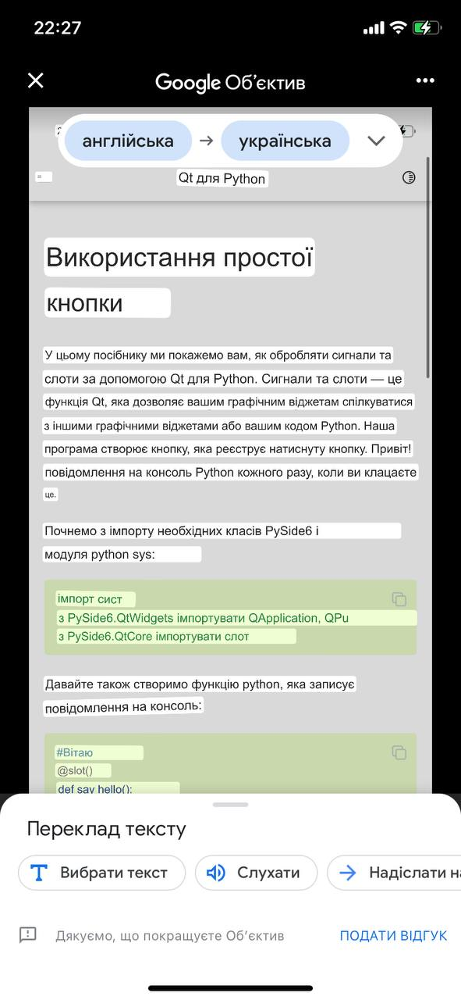 22:27
Google Об’єктив
англійська → українська
Qt для Python
Використання простої
кнопки
У цьому посібнику ми покажемо вам, як обробляти сигнали та
слоти за допомогою Qt для Python. Сигнали та слоти — це
функція Qt, яка дозволяє вашим графічним віджетам спілкуватися
з іншими графічними віджетами або вашим кодом Python. Наша
програма створює кнопку, яка реєструє натиснуту кнопку. Привіт!
повідомлення на консоль Python кожного разу, коли ви клацаєте
це.
Почнемо з імпорту необхідних класів PySide6 і
модуля python sys:
імпорт сист
з PySide6.QtWidgets імпортувати QApplication, QPu
з PySide6.QtCore імпортувати слот
Давайте також створимо функцію python, яка записує
повідомлення на консоль:
#Вітаю
@slot()
def say hello():
Переклад тексту
Вибрати текст
Слухати
Надіслати на
Дякуємо, що покращуєте Об’єктив
ПОДАТИ ВІДГУК